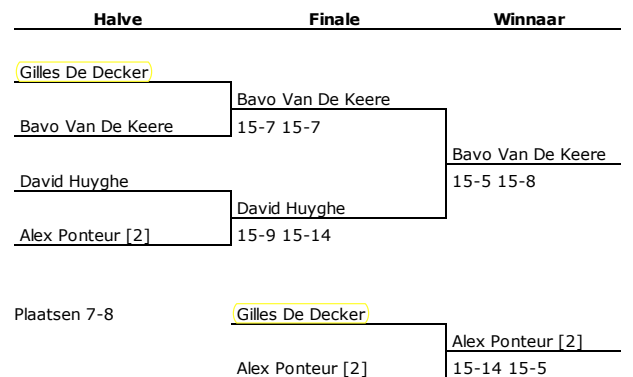 Halve Finale Winnaar
Gilles De Decker
Bavo Van De Keere
Bavo Van De Keere 15-7 15-7
Bavo Van De Keere
David Huyghe 15-5 15-8
David Huyghe
Alex Ponteur [2] 15-9 15-14
Plaatsen 7-8 Gilles De Decker
Alex Ponteur [2]
Alex Ponteur [2] 15-14 15-5